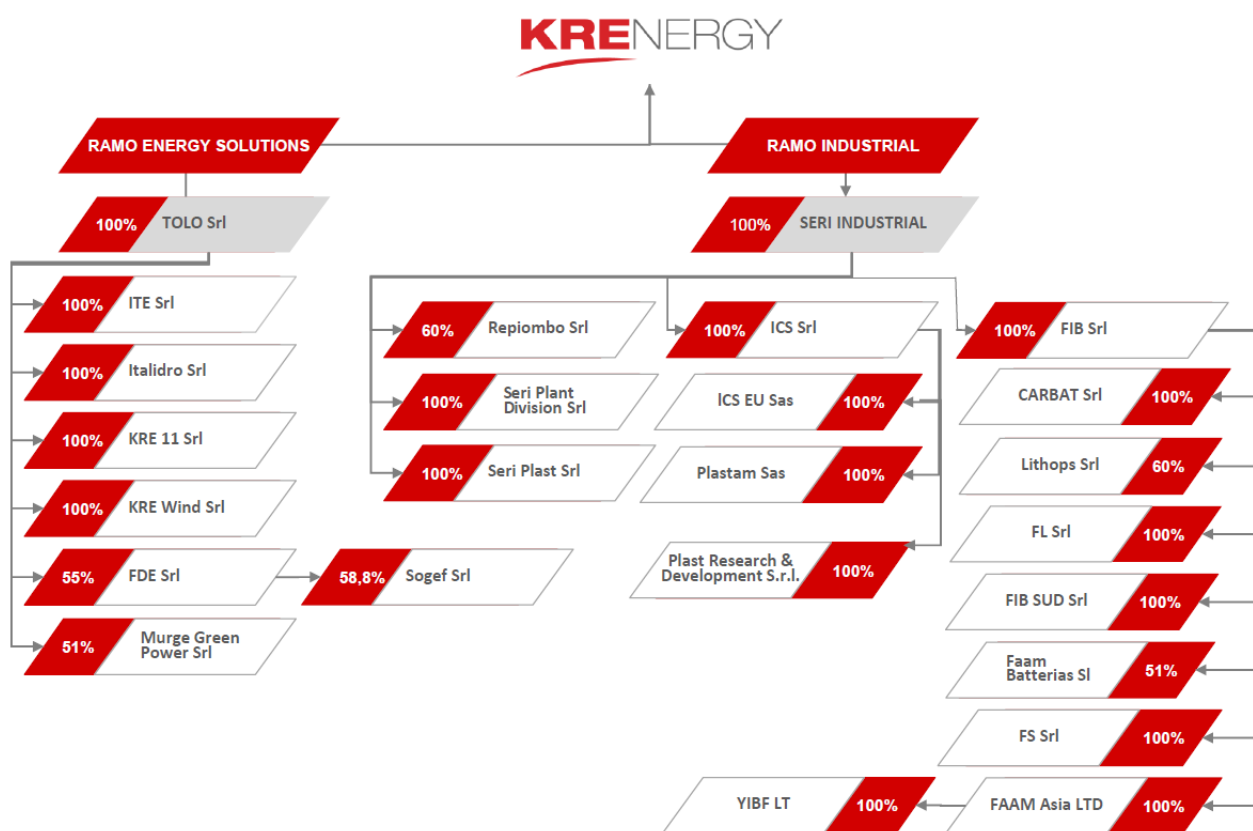 KRENERGY
RAMO ENERGY SOLUTIONS
RAMO INDUSTRIAL
100% TOLO Srl
100% SERI INDUSTRIAL
100% ITE Srl
100% Italidro Srl
100% KRE 11 Srl
100% KRE Wind Srl
55% FDE Srl
58,8% Sogef Srl
51% Murge Green
Power Srl
60% Repiombo Srl
100% Seri Plant
Division Srl
100% Seri Plast Srl
100% ICS Srl
ICS EU Sas 100%
Plastam Sas 100%
Plast Research &
Development S.r.l. 100%
100% FIB Srl
CARBAT Srl 100%
Lithops Srl 60%
FL Srl 100%
FIB SUD Srl 100%
Faam
Batterias Sl 51%
FS Srl 100%
FAAM Asia LTD 100%
YIBF LT 100%